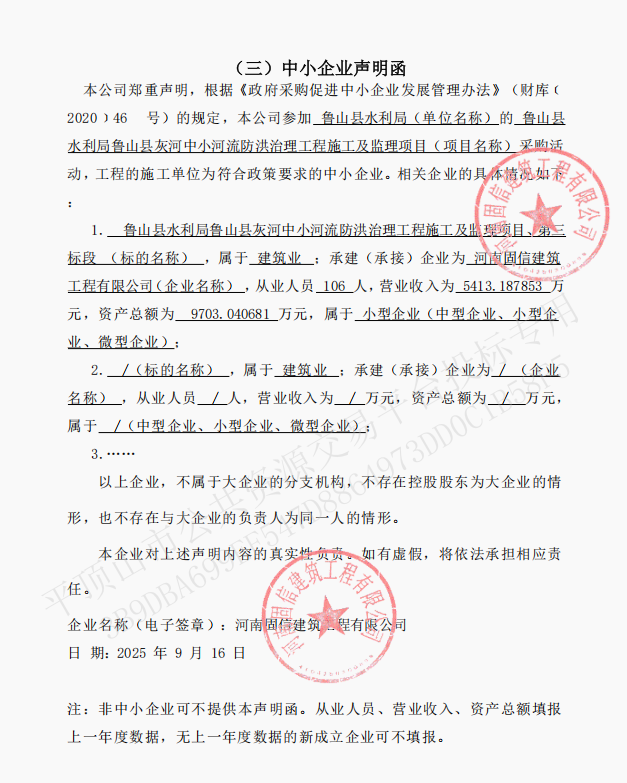 （三）中小企业声明函
本公司郑重声明，根据《政府采购促进中小企业发展管理办法》（财库﹝
2020﹞46 号）的规定，本公司参加 鲁山县水利局（单位名称）的 鲁山县
水利局鲁山县灰河中小河流防洪治理工程施工及监理项目（项目名称）采购活
动，工程的施工单位为符合政策要求的中小企业。相关企业的具体情况如下
：
1. 鲁山县水利局鲁山县灰河中小河流防洪治理工程施工及监理项目、第三
标段 （标的名称） ，属于 建筑业 ；承建（承接）企业为 河南固信建筑
工程有限公司（企业名称），从业人员 106 人，营业收入为 5413.187853 万
元，资产总额为 9703.040681 万元，属于 小型企业（中型企业、小型企
业、微型企业）；
2. /（标的名称） ，属于 建筑业 ；承建（承接）企业为 / （企业
名称） ，从业人员 / 人，营业收入为 / 万元，资产总额为 / 万元，
属于 /（中型企业、小型企业、微型企业）；
3.……
以上企业，不属于大企业的分支机构，不存在控股股东为大企业的情
形，也不存在与大企业的负责人为同一人的情形。
本企业对上述声明内容的真实性负责。如有虚假，将依法承担相应责
任。
企业名称（电子签章）：河南固信建筑工程有限公司
日 期：2025 年 9 月 16 日
注：非中小企业可不提供本声明函。从业人员、营业收入、资产总额填报
上一年度数据，无上一年度数据的新成立企业可不填报。
河南固信建筑工程有限公司
河南固信建筑工程有限公司
平顶山市公共资源交易平台投标专用